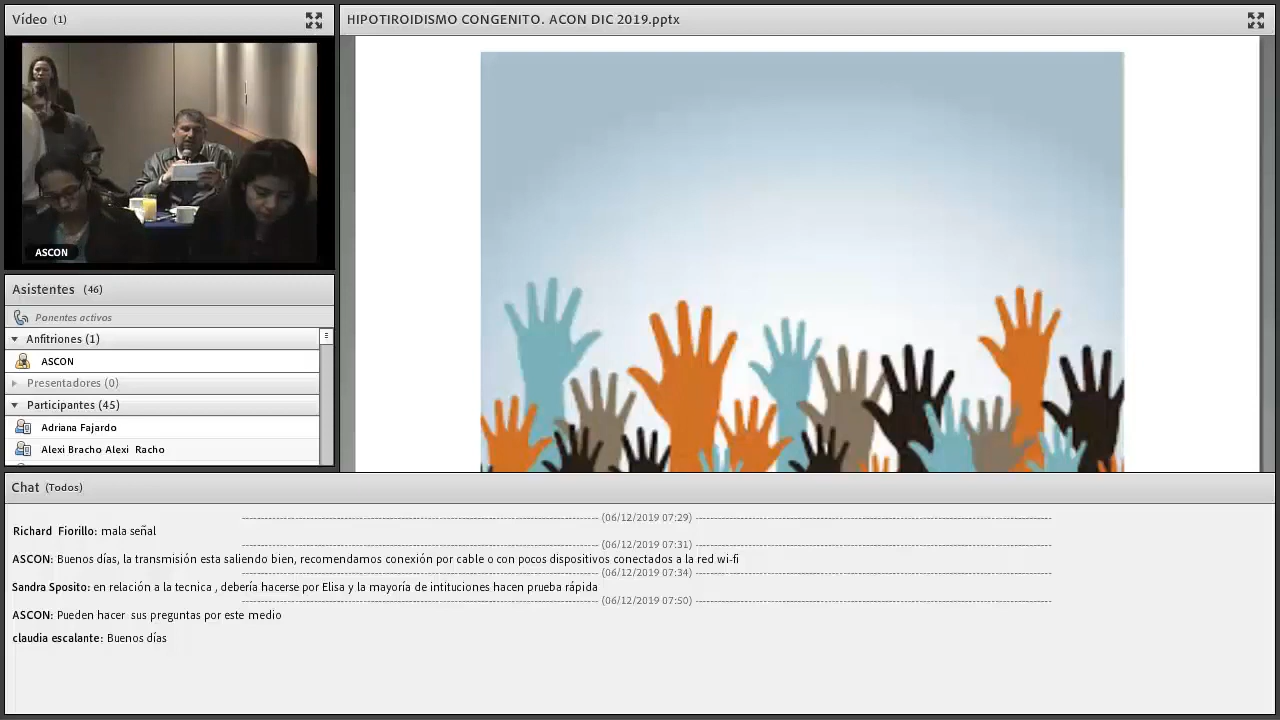 Vídeo (1)
HIPOTIROIDISMO CONGENITO. ACON DIC 2019.pptx
ASCON
Asistentes (46)
Ponentes activos
Anfitriones (1)
ASCON
Presentadores (0)
Participantes (45)
Adriana Fajardo
Alexi Bracho Alexi Racho
Chat (Todos)
(06/12/2019 07:29)
Richard Fiorillo: mala señal
(06/12/2019 07:31)
ASCON: Buenos días, la transmisión esta saliendo bien, recomendamos conexión por cable o con pocos dispositivos conectados a la red wi-fi
(06/12/2019 07:34)
Sandra Sposito: en relación a la tecnica , debería hacerse por Elisa y la mayoría de intituciones hacen prueba rápida
(06/12/2019 07:50)
ASCON: Pueden hacer sus preguntas por este medio
claudia escalante: Buenos días